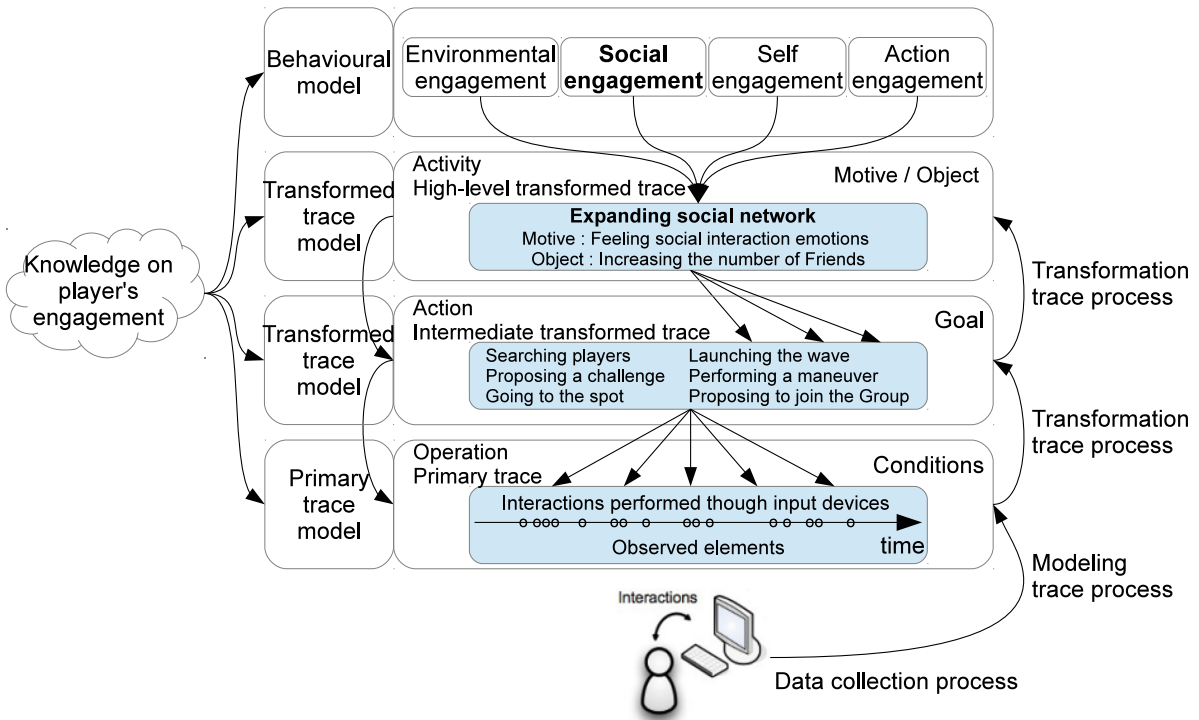 Behavioural
model
Environmental
engagement
Social
engagement
Self
engagement
Action
engagement
Knowledge on
player's
engagement
Transformed
trace
model
Activity
High-level transformed trace
Motive / Object
Expanding social network
Motive : Feeling social interaction emotions
Object : Increasing the number of Friends
Transformation
trace process
Transformed
trace
model
Action
Intermediate transformed trace
Goal
Searching players
Proposing a challenge
Going to the spot
Launching the wave
Performing a maneuver
Proposing to join the Group
Transformation
trace process
Primary
trace
model
Operation
Primary trace
Conditions
Interactions performed though input devices
time
Observed elements
Modeling
trace process
Interactions
Data collection process